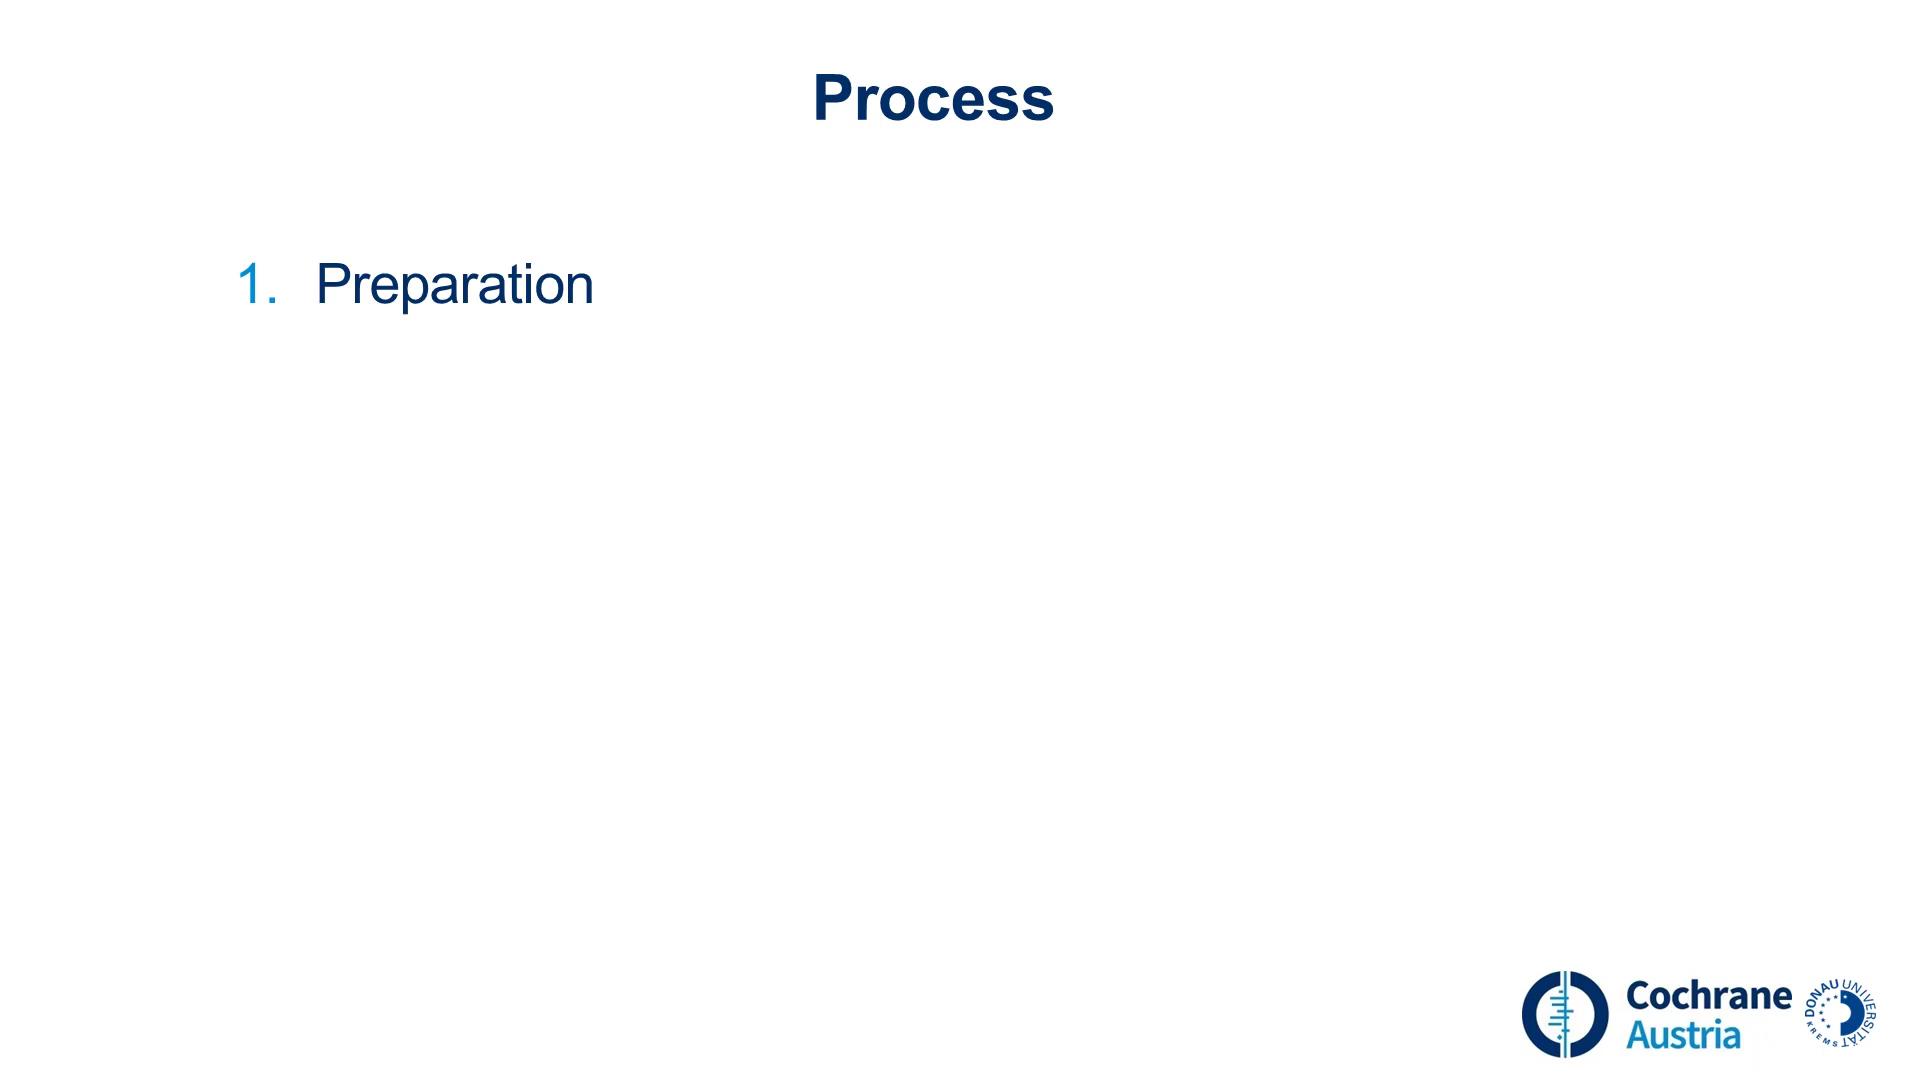 Process
1. Preparation
Cochrane
Austria
DONAU UNIVERSITÄT
KREMS